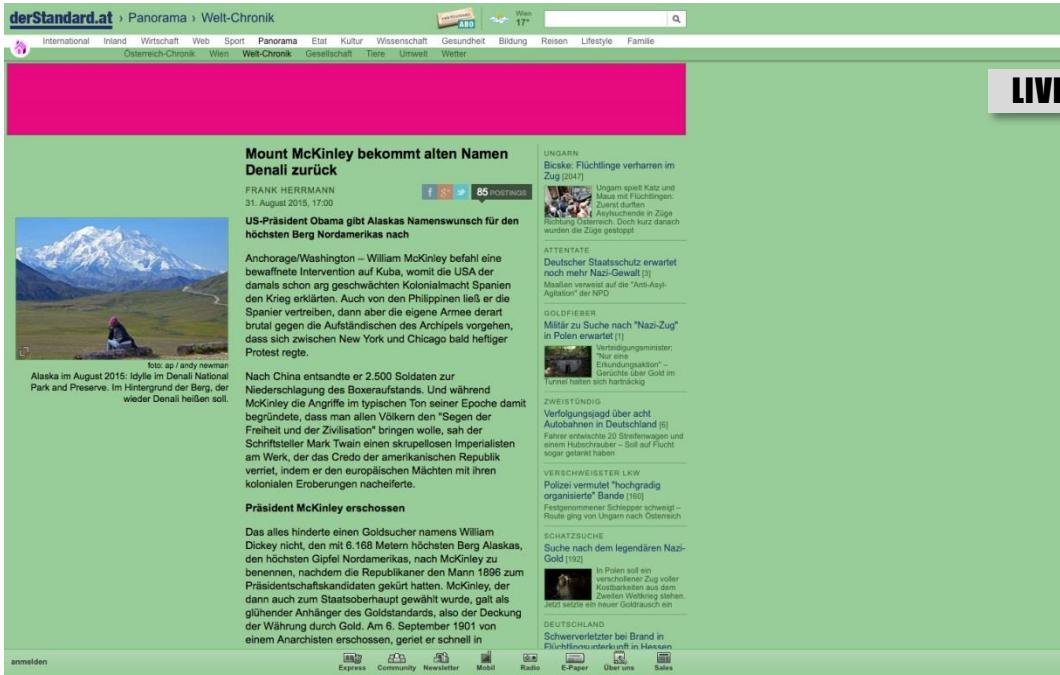 derStandard.at › Panorama › Welt-Chronik
ABO
Wien
17°
International Inland Wirtschaft Web Sport Panorama Etat Kultur Wissenschaft Gesundheit Bildung Reisen Lifestyle Familie
Österreich-Chronik Wien Welt-Chronik Gesellschaft Tiere Umwelt Wetter
LIVE
Mount McKinley bekommt alten Namen
Denali zurück
FRANK HERRMANN
31. August 2015, 17:00
85 POSTINGS
US-Präsident Obama gibt Alaskas Namenswunsch für den
höchsten Berg Nordamerikas nach
foto: ap / andy newman
Alaska im August 2015: Idylle im Denali National
Park and Preserve. Im Hintergrund der Berg, der
wieder Denali heißen soll.
Anchorage/Washington – William McKinley befahl eine
bewaffnete Intervention auf Kuba, womit die USA der
damals schon arg geschwächten Kolonialmacht Spanien
den Krieg erklärten. Auch von den Philippinen ließ er die
Spanier vertreiben, dann aber die eigene Armee derart
brutal gegen die Aufständischen des Archipels vorgehen,
dass sich zwischen New York und Chicago bald heftiger
Protest regte.
Nach China entsandte er 2.500 Soldaten zur
Niederschlagung des Boxeraufstands. Und während
McKinley die Angriffe im typischen Ton seiner Epoche damit
begründete, dass man allen Völkern den "Segen der
Freiheit und der Zivilisation" bringen wolle, sah der
Schriftsteller Mark Twain einen skrupellosen Imperialisten
am Werk, der das Credo der amerikanischen Republik
verriet, indem er den europäischen Mächten mit ihren
kolonialen Eroberungen nacheiferte.
Präsident McKinley erschossen
Das alles hinderte einen Goldsucher namens William
Dickey nicht, den mit 6.168 Metern höchsten Berg Alaskas,
den höchsten Gipfel Nordamerikas, nach McKinley zu
benennen, nachdem die Republikaner den Mann 1896 zum
Präsidentschaftskandidaten gekürt hatten. McKinley, der
dann auch zum Staatsoberhaupt gewählt wurde, galt als
glühender Anhänger des Goldstandards, also der Deckung
der Währung durch Gold. Am 6. September 1901 von
einem Anarchisten erschossen, geriet er schnell in
UNGARN
Bicske: Flüchtlinge verharren im
Zug [2047]
Ungarn spielt Katz und
Maus mit Flüchtlingen:
Zuerst durften
Asylsuchende in Züge
Richtung Österreich. Doch kurz danach
wurden die Züge gestoppt
ATTENTATE
Deutscher Staatsschutz erwartet
noch mehr Nazi-Gewalt [3]
Maaßen verweist auf die "Anti-Asyl-
Agitation" der NPD
GOLDFIEBER
Militär zu Suche nach "Nazi-Zug"
in Polen erwartet [1]
Verteidigungsminister:
"Nur eine
Erkundungsaktion" –
Gerüchte über Gold im
Tunnel halten sich hartnäckig
ZWEISTÜNDIG
Verfolgungsjagd über acht
Autobahnen in Deutschland [6]
Fahrer entwischte 20 Streifenwagen und
einem Hubschrauber – Soll auf Flucht
sogar getankt haben
VERSCHWEISSTER LKW
Polizei vermutet "hochgradig
organisierte" Bande [160]
Festgenommener Schlepper schweigt –
Route ging von Ungarn nach Österreich
SCHATZSUCHE
Suche nach dem legendären Nazi-
Gold [192]
In Polen soll ein
verschollener Zug voller
Kostbarkeiten aus dem
Zweiten Weltkrieg stehen.
Jetzt setzte ein neuer Goldrausch ein
DEUTSCHLAND
Schwerverletzter bei Brand in
Flüchtlingsunterkunft in Hessen
anmelden Express Community Newsletter Mobil Radio E-Paper Über uns Sales